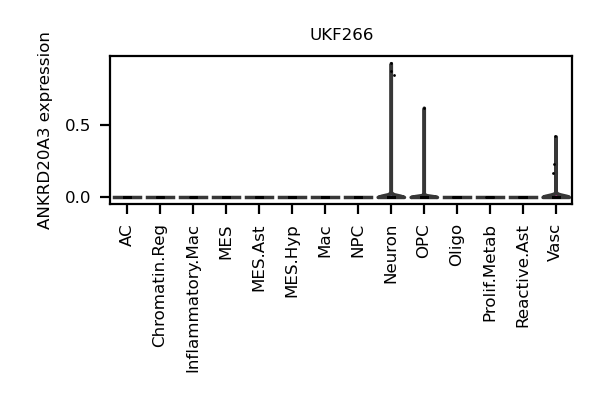 UKF266
ANKRD20A3 expression
0.5
0.0
AC
Chromatin.Reg
Inflammatory.Mac
MES
MES.Ast
MES.Hyp
Mac
NPC
Neuron
OPC
Oligo
Prolif.Metab
Reactive.Ast
Vasc